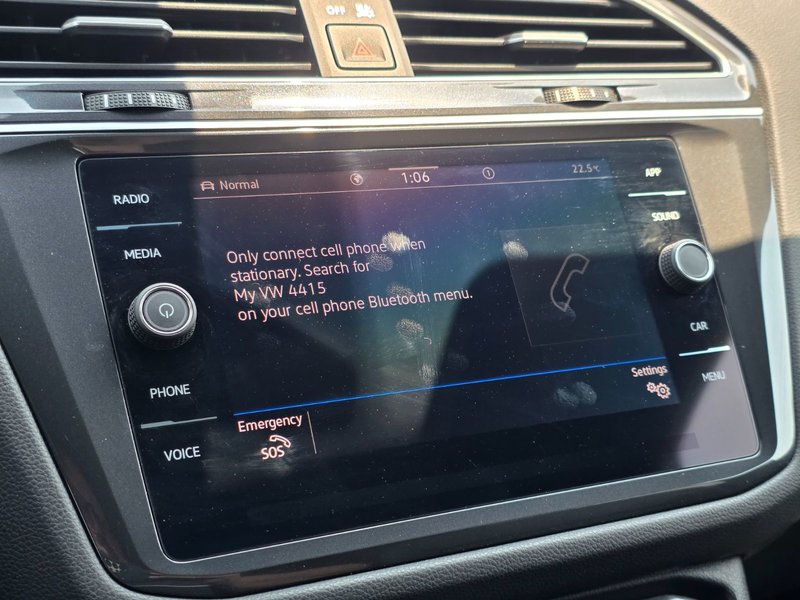 OFF
RADIO
MEDIA
PHONE
VOICE
Normal
1:06
1
22.5°C
Only connect cell phone when
stationary. Search for
My VW 4415
on your cell phone Bluetooth menu.
Settings
Emergency
SOS
APP
SOUND
CAR
MENU